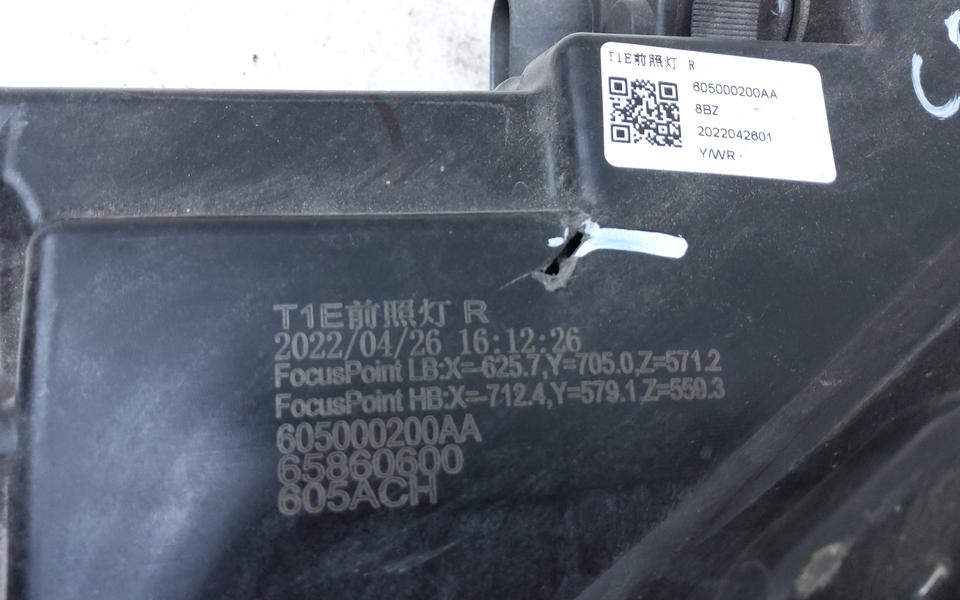 T1E前照灯 R
605000200AA
8BZ
2022042601
Y/WR
T1E前照灯 R
2022/04/26 16:12:26
FocusPoint LB:X=-625.7,Y=705.0,Z=571.2
FocusPoint HB:X=-712.4,Y=579.1,Z=559.3
605000200AA
65860600
605ACH